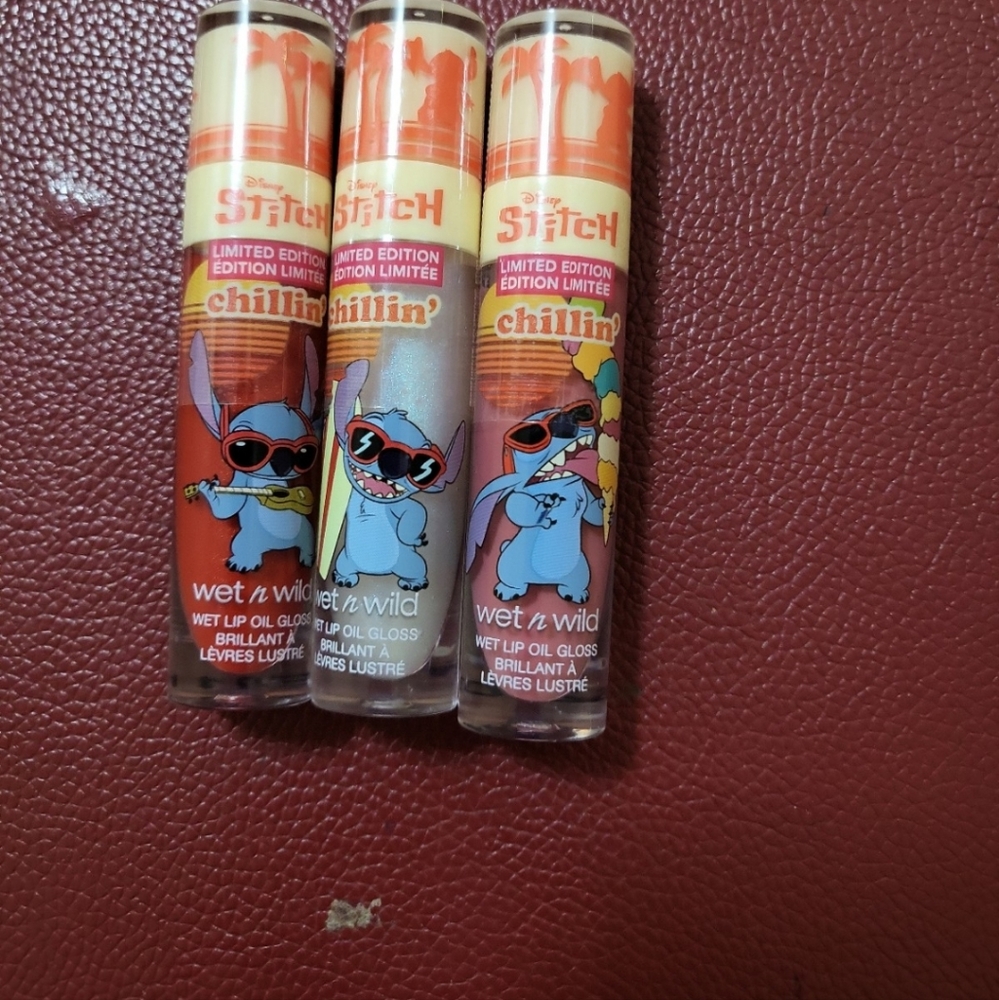 Disney
STITCH
LIMITED EDITION
ÉDITION LIMITÉE
chillin'
wet n wild
WET LIP OIL GLOSS
BRILLANT À
LÈVRES LUSTRÉ
Disney
STITCH
LIMITED EDITION
ÉDITION LIMITÉE
chillin'
wet n wild
WET LIP OIL GLOSS
BRILLANT À
LÈVRES LUSTRÉ
Disney
STITCH
LIMITED EDITION
ÉDITION LIMITÉE
chillin'
wet n wild
WET LIP OIL GLOSS
BRILLANT À
LÈVRES LUSTRÉ